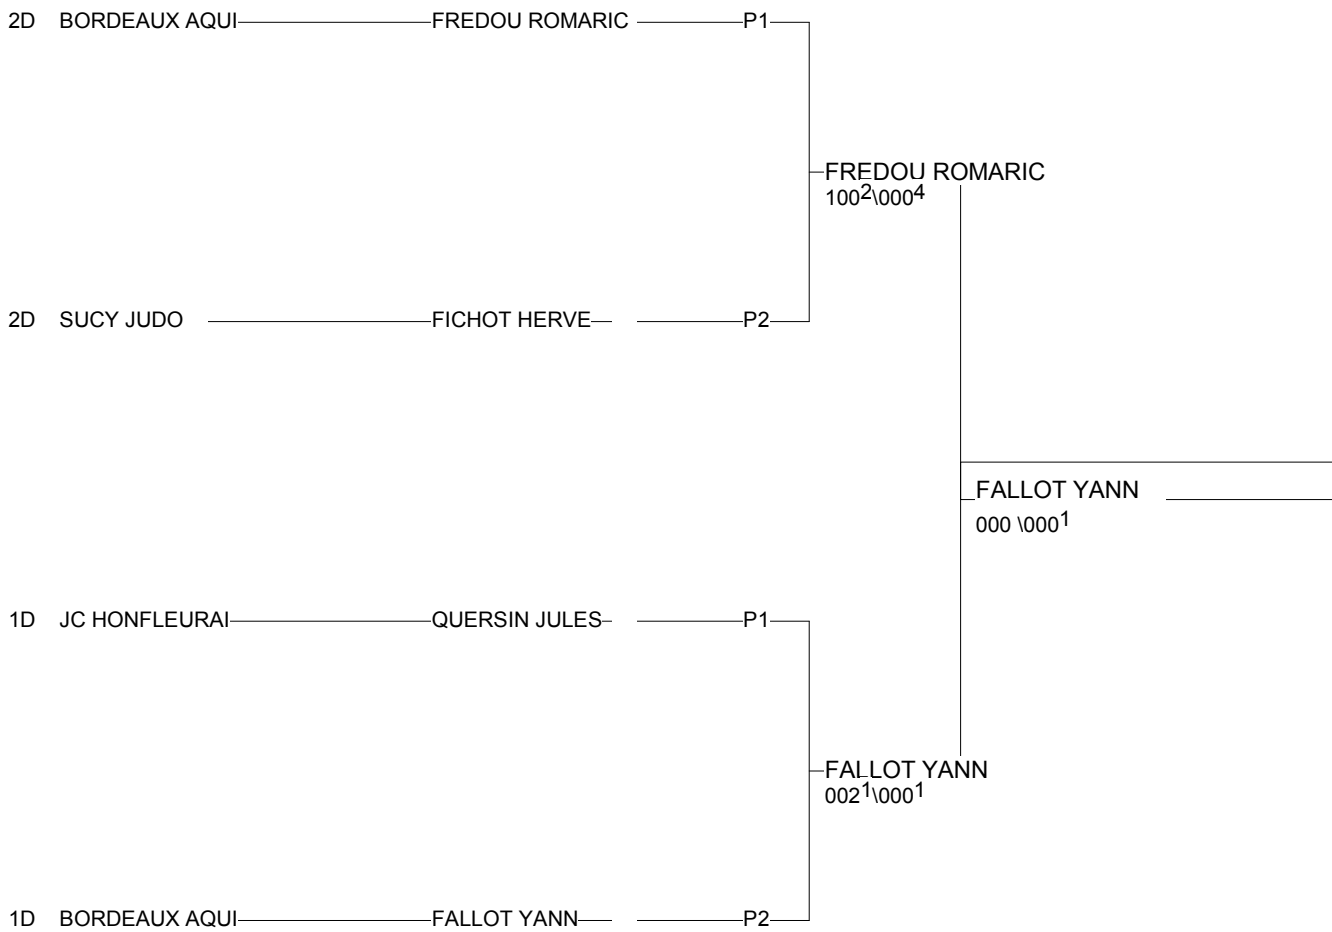 2D BORDEAUX AQUI FREDOU ROMARIC P1
FREDOU ROMARIC
100²\000⁴
2D SUCY JUDO FICHOT HERVE P2
FALLOT YANN
000 \000¹
1D JC HONFLEURAI QUERSIN JULES P1
FALLOT YANN
002¹\000¹
1D BORDEAUX AQUI FALLOT YANN P2